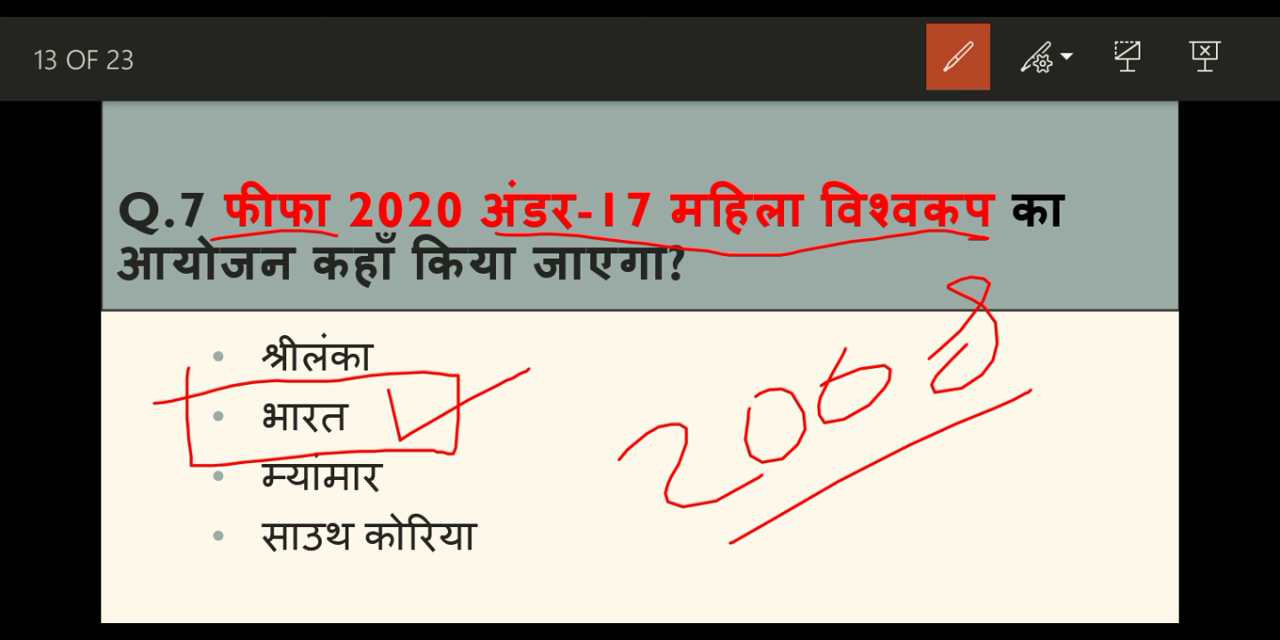 13 OF 23
Q.7 फीफा 2020 अंडर-17 महिला विश्वकप का
आयोजन कहाँ किया जाएगा?
• श्रीलंका
• भारत
• म्यांमार
• साउथ कोरिया
2008